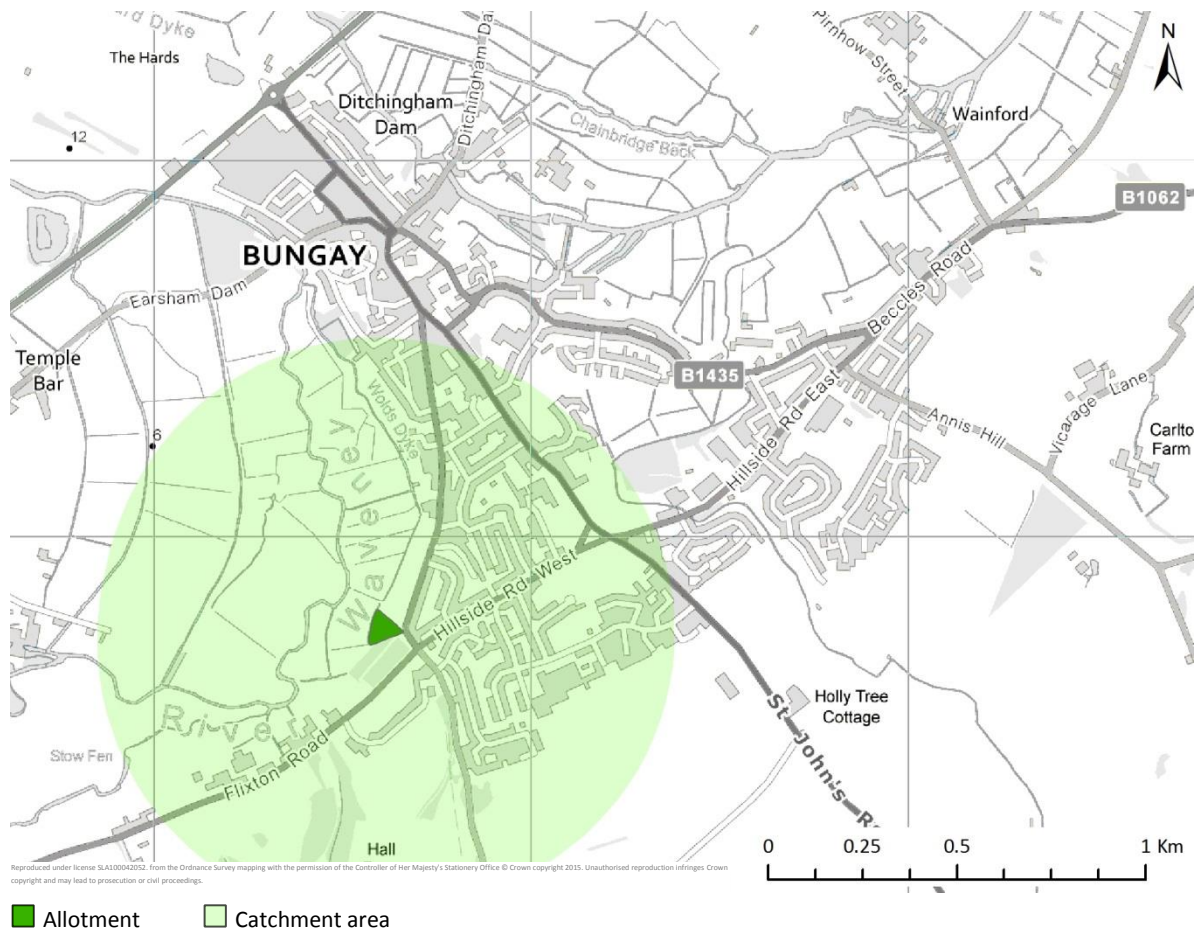 ard Dyke
The Hards
Pirnhow Street
N
Ditchingham
Dam
Ditchingham Da
Wainford
12
Chainbridge Beck
B1062
BUNGAY
Beccles Road
Earsham Dam
Temple
Bar
B1435
Wolds Dyke
Hillside Rd East
Annis Hill
Vicarage Lane
Carlto
Farm
6
Waveney
Hillside Rd West
River
Holly Tree
Cottage
St John's R
Stow Fen
Flixton Road
Hall
0 0.25 0.5 1 Km
Reproduced under license SLA100042052. from the Ordnance Survey mapping with the permission of the Controller of Her Majesty's Stationery Office © Crown copyright 2015. Unauthorised reproduction infringes Crown
copyright and may lead to prosecution or civil proceedings.
Allotment Catchment area